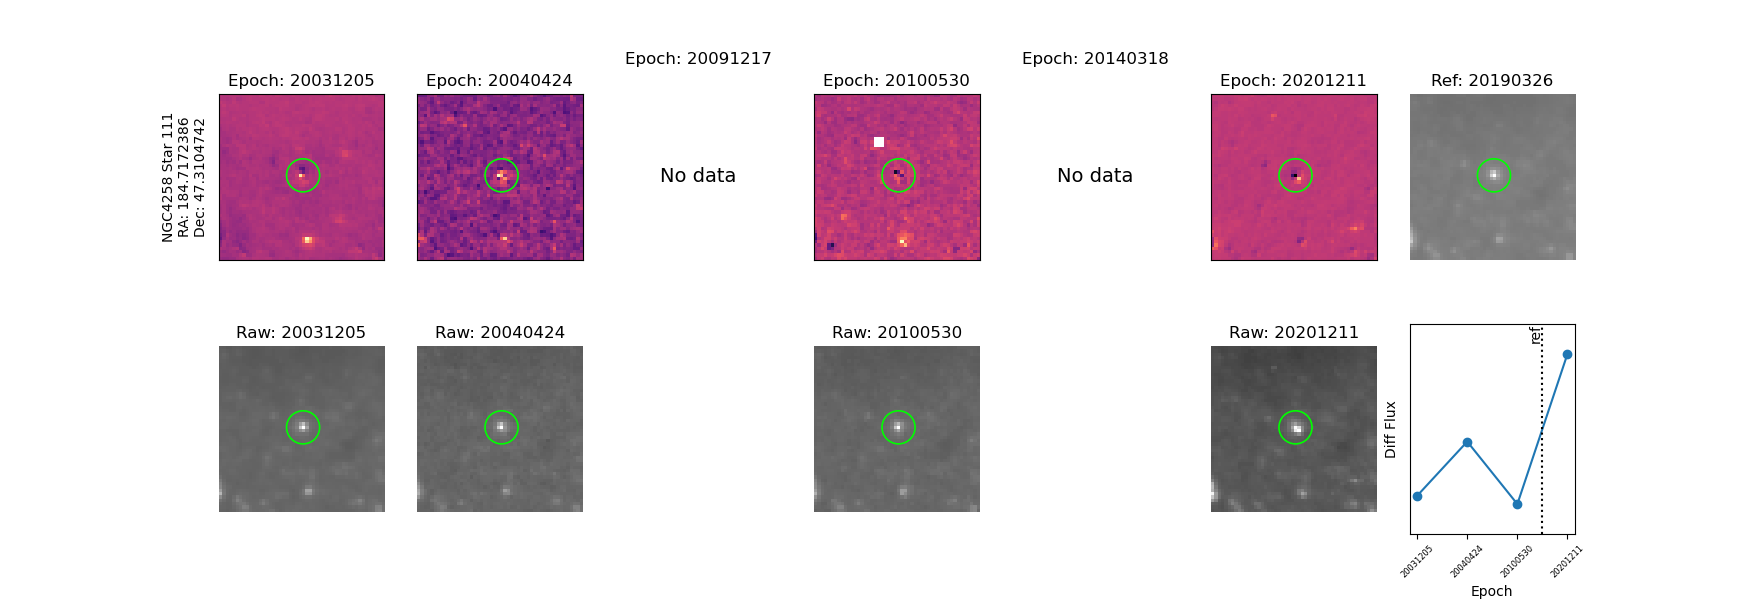 Epoch: 20091217
Epoch: 20140318
Epoch: 20031205
Epoch: 20040424
Epoch: 20100530
Epoch: 20201211
Ref: 20190326
NGC4258 Star 111
RA: 184.7172386
Dec: 47.3104742
No data
No data
Raw: 20031205
Raw: 20040424
Raw: 20100530
Raw: 20201211
ref
Diff Flux
20031205
20040424
20100530
20201211
Epoch